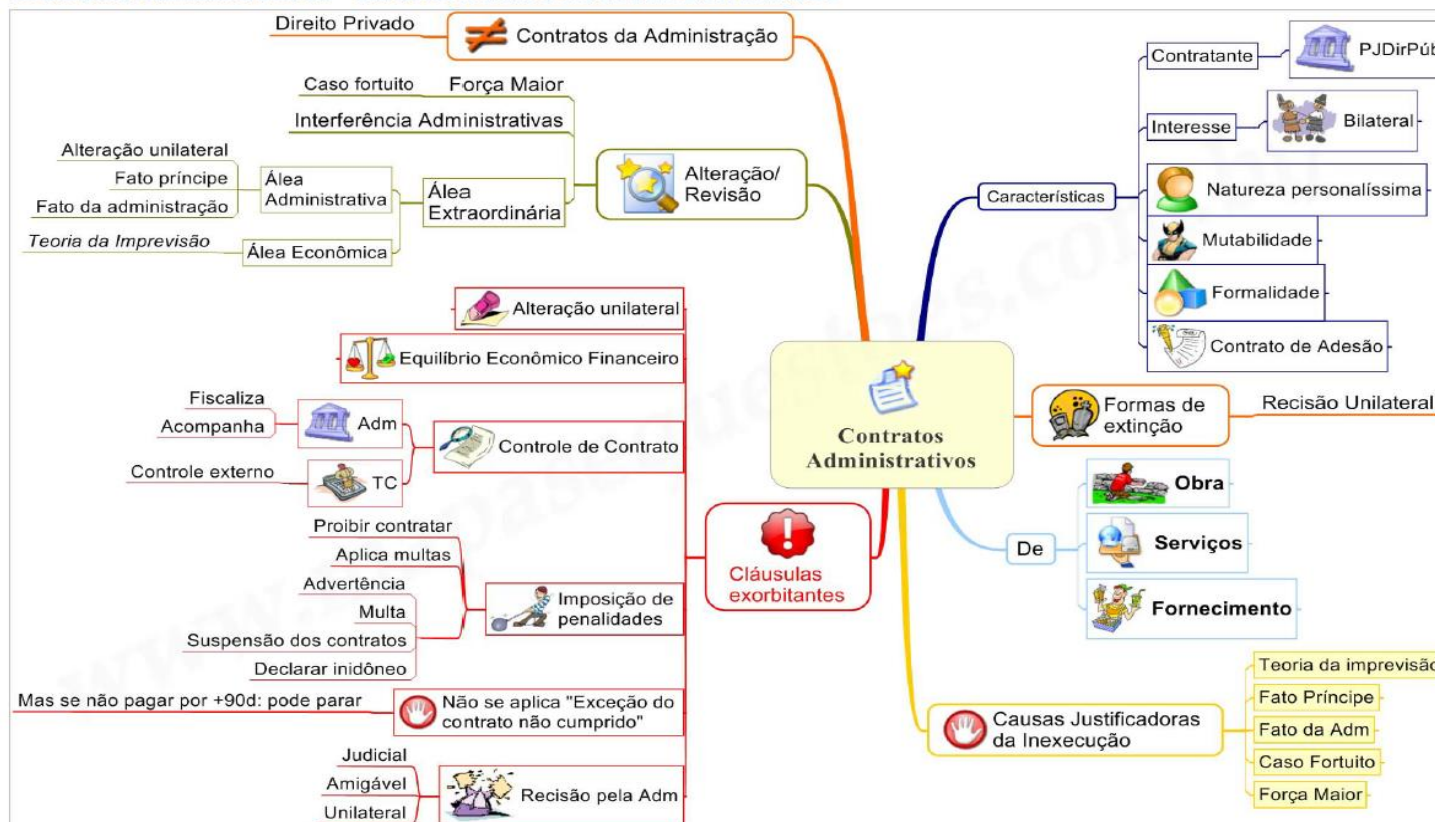 Direito Privado
Contratos da Administração
Caso fortuito
Força Maior
Interferência Administrativas
Alteração unilateral
Fato príncipe
Fato da administração
Álea
Administrativa
Teoria da Imprevisão
Álea Econômica
Álea
Extraordinária
Alteração/
Revisão
Contratante
PJDirPúb
Interesse
Bilateral
Características
Natureza personalíssima
Mutabilidade
Formalidade
Contrato de Adesão
Contratos
Administrativos
Formas de
extinção
Recisão Unilateral
De
Obra
Serviços
Fornecimento
Causas Justificadoras
da Inexecução
Teoria da imprevisão
Fato Príncipe
Fato da Adm
Caso Fortuito
Força Maior
Cláusulas
exorbitantes
Alteração unilateral
Equilíbrio Econômico Financeiro
Fiscaliza
Acompanha
Adm
Controle externo
TC
Controle de Contrato
Proibir contratar
Aplica multas
Advertência
Multa
Suspensão dos contratos
Declarar inidôneo
Imposição de
penalidades
Mas se não pagar por +90d: pode parar
Não se aplica "Exceção do
contrato não cumprido"
Judicial
Amigável
Unilateral
Recisão pela Adm